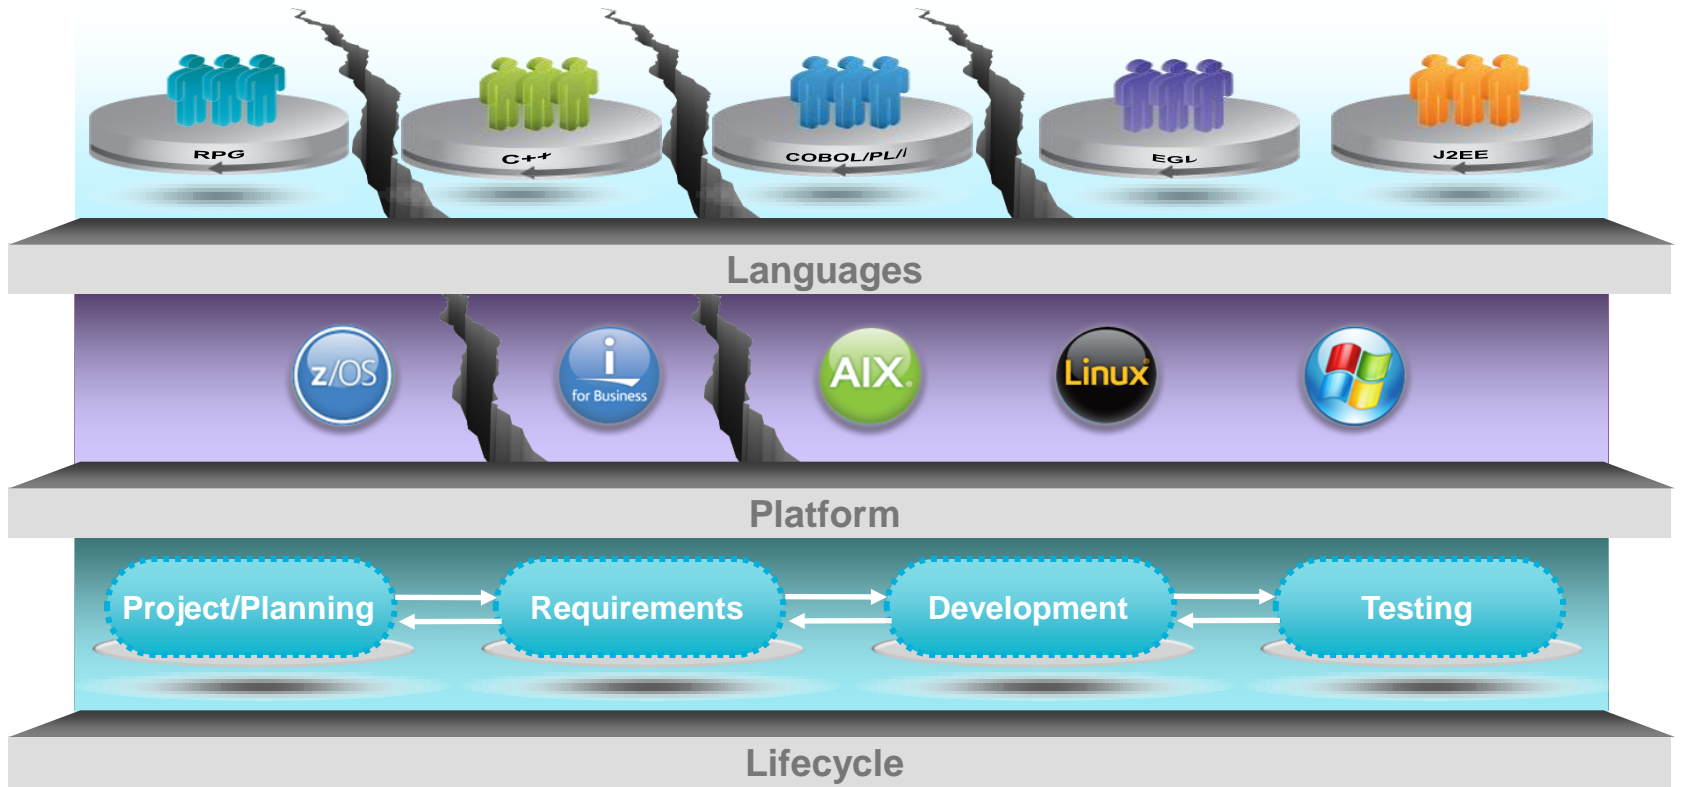 RPG
C++
COBOL/PL/I
EGL
J2EE
Languages
z/OS
i
for Business
AIX
Linux
Platform
Project/Planning
Requirements
Development
Testing
Lifecycle